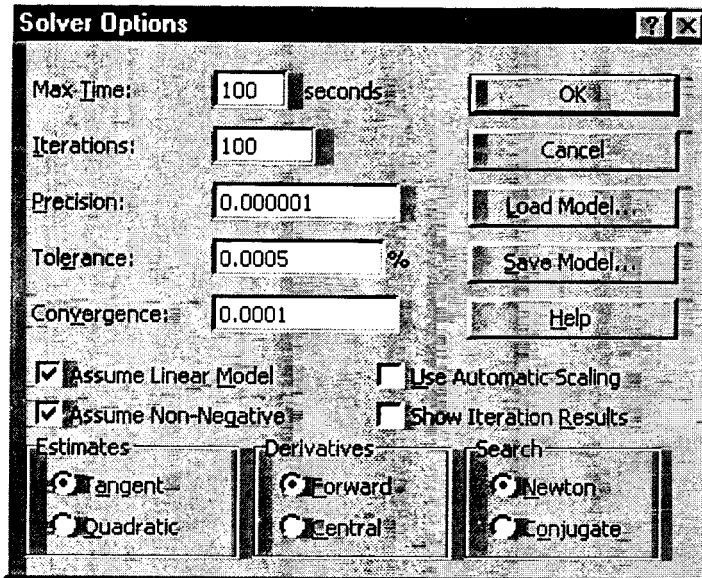 Solver Options
Max Time: 100 seconds
OK
Iterations: 100
Cancel
Precision: 0.000001
Load Model...
Tolerance: 0.0005 %
Save Model...
Convergence: 0.0001
Help
Assume Linear Model
Use Automatic Scaling
Assume Non-Negative
Show Iteration Results
Estimates
Derivatives
Search
Tangent
Forward
Newton
Quadratic
Central
Conjugate